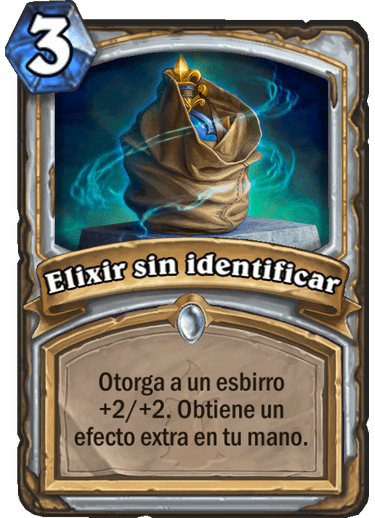 3
Elixir sin identificar
Otorga a un esbirro
+2/+2. Obtiene un
efecto extra en tu mano.